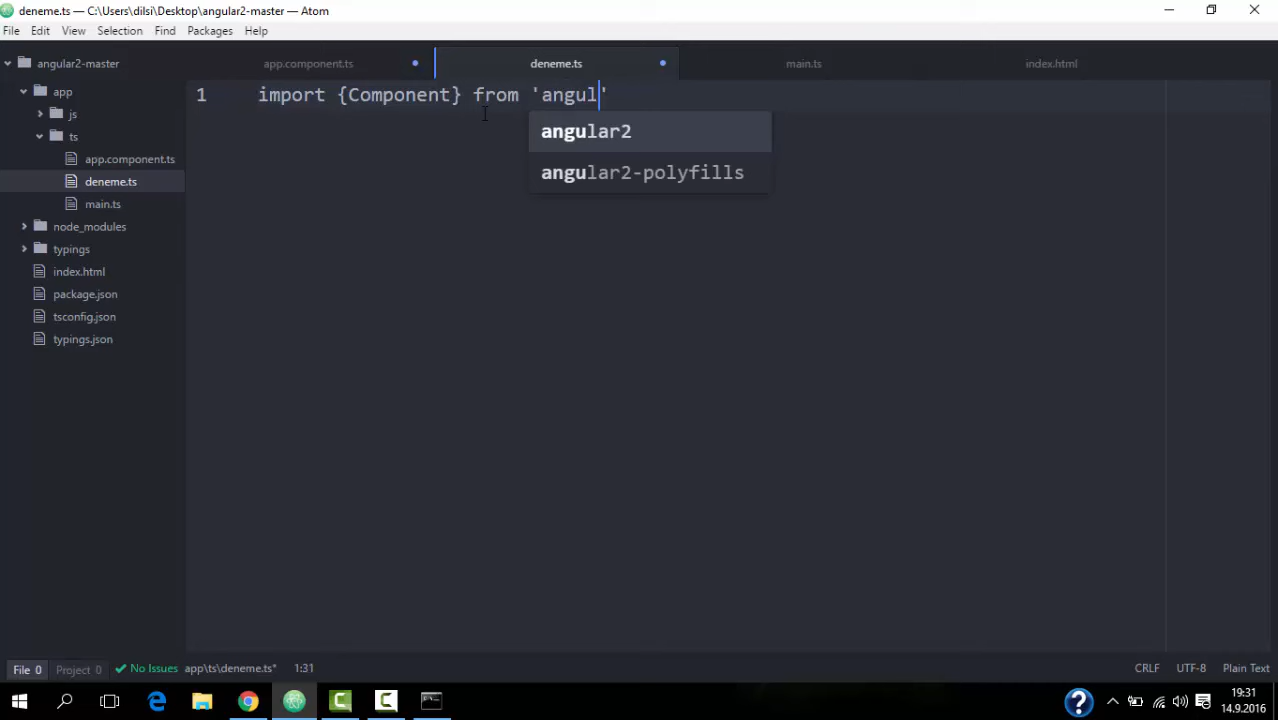 deneme.ts — C:\Users\dilsi\Desktop\angular2-master — Atom
File Edit View Selection Find Packages Help
angular2-master
app.component.ts
deneme.ts
main.ts
index.html
app
js
ts
app.component.ts
deneme.ts
main.ts
node_modules
typings
index.html
package.json
tsconfig.json
typings.json
1 import {Component} from 'angul'
angular2
angular2-polyfills
File 0 Project 0 No Issues app\ts\deneme.ts* 1:31 CRLF UTF-8 Plain Text
19:31
14.9.2016